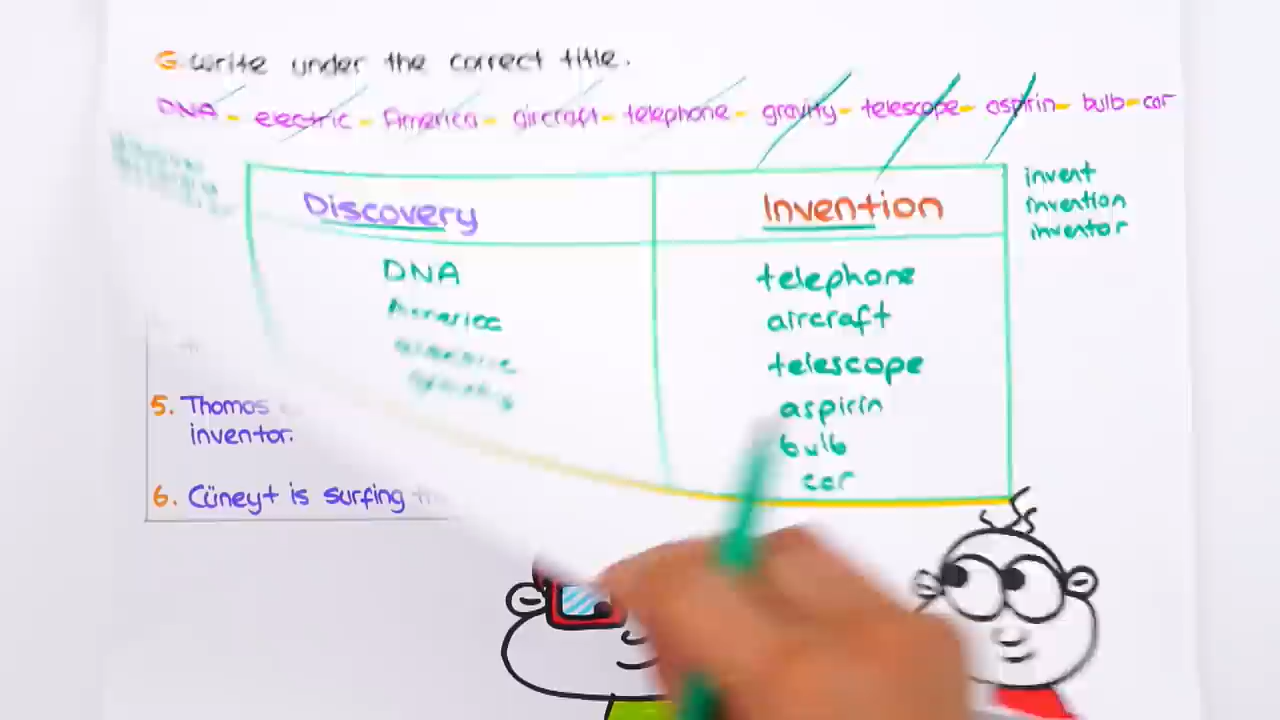 G. Write under the correct title.
DNA - electric - America - aircraft - telephone - gravity - telescope - aspirin - bulb - car
invent
invention
inventor
Discovery
Invention
DNA
America
telephone
aircraft
telescope
aspirin
bulb
car
5. Thomas
inventor.
6. Cüneyt is surfing